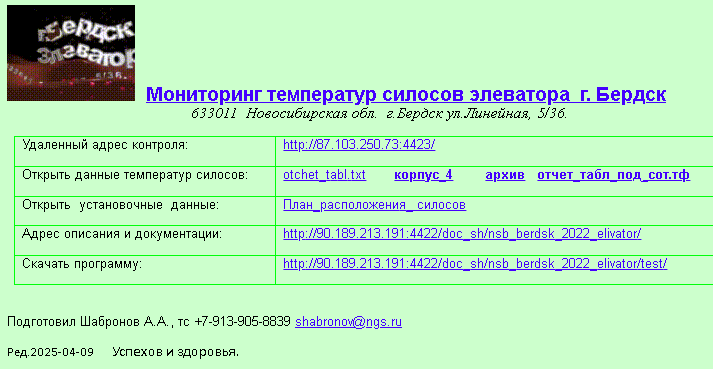 г.Бердск
Элеватор
5/3б.
Мониторинг температур силосов элеватора г. Бердск
633011 Новосибирская обл. г.Бердск ул.Линейная, 5/3б.
Удаленный адрес контроля: http://87.103.250.73:4423/
Открыть данные температур силосов: otchet_tabl.txt корпус_4 архив отчет_табл_под_сот.тф
Открыть установочные данные: План_расположения_ силосов
Адрес описания и документации: http://90.189.213.191:4422/doc_sh/nsb_berdsk_2022_elivator/
Скачать программу: http://90.189.213.191:4422/doc_sh/nsb_berdsk_2022_elivator/test/
Подготовил Шабронов А.А., тс +7-913-905-8839 shabronov@ngs.ru
Ред.2025-04-09 Успехов и здоровья.